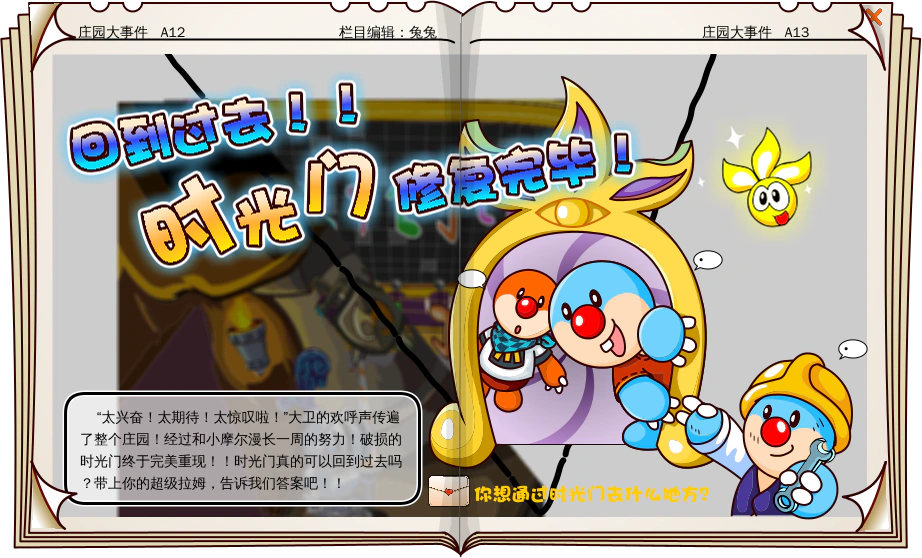 庄园大事件 A12
栏目编辑：兔兔
庄园大事件 A13
回到过去！！
时光门 修复完毕！
“太兴奋！太期待！太惊叹啦！”大卫的欢呼声传遍
了整个庄园！经过和小摩尔漫长一周的努力！破损的
时光门终于完美重现！！时光门真的可以回到过去吗
？带上你的超级拉姆，告诉我们答案吧！！
你想通过时光门去什么地方？